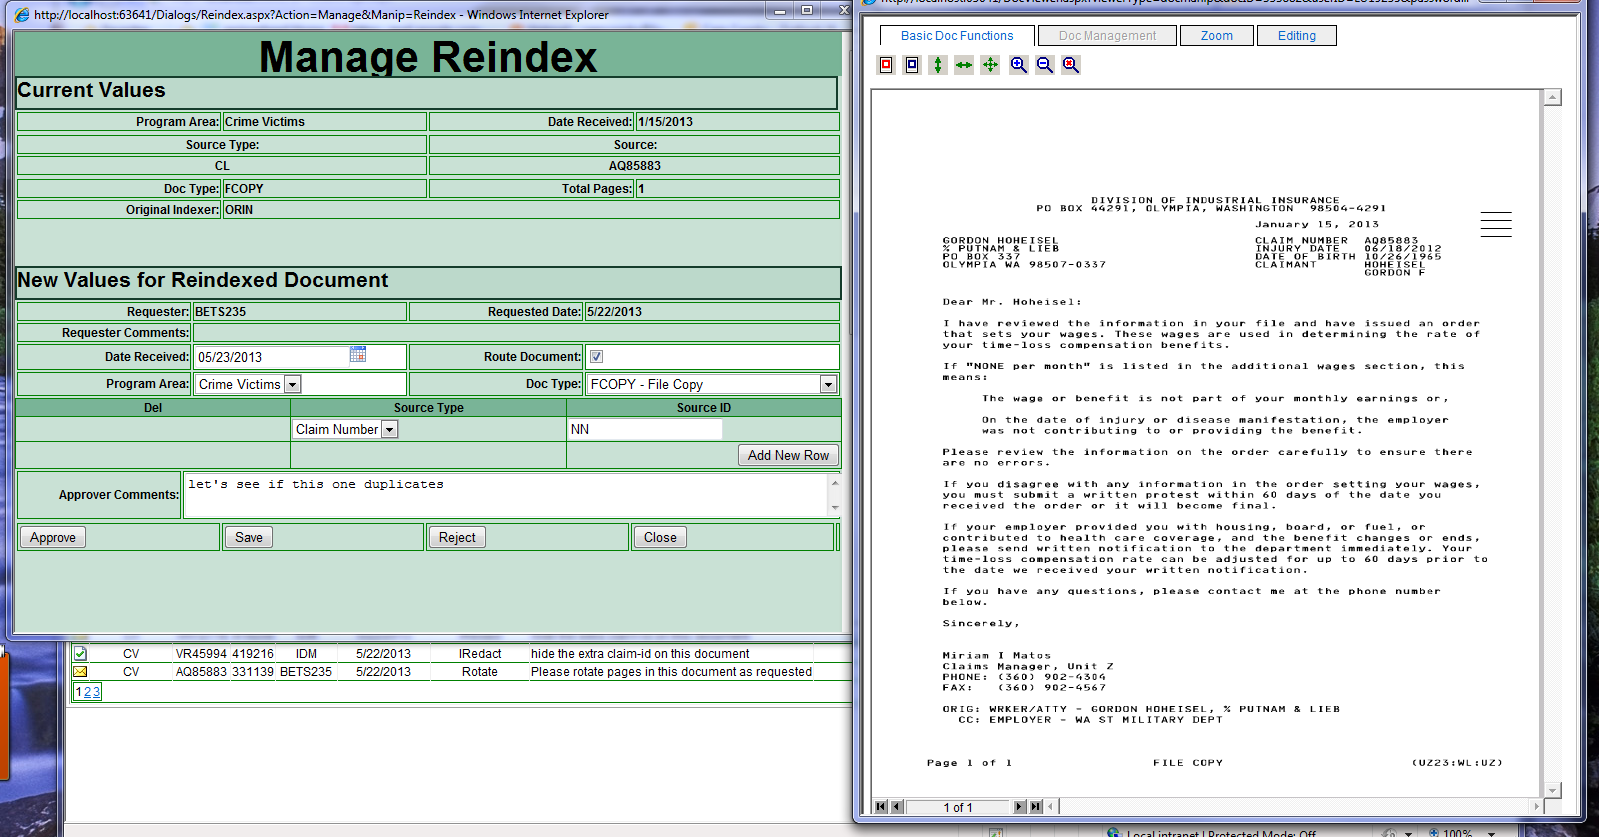 http://localhost:63641/Dialogs/Reindex.aspx?Action=Manage&Manip=Reindex - Windows Internet Explorer
Manage Reindex
Current Values
Program Area: Crime Victims Date Received: 1/15/2013
Source Type: Source:
CL AQ85883
Doc Type: FCOPY Total Pages: 1
Original Indexer: ORIN
New Values for Reindexed Document
Requester: BETS235 Requested Date: 5/22/2013
Requester Comments:
Date Received: 05/23/2013 Route Document:
Program Area: Crime Victims Doc Type: FCOPY - File Copy
Del Source Type Source ID
Claim Number NN
Add New Row
Approver Comments: let's see if this one duplicates
Approve Save Reject Close
CV VR45994 419216 IDM 5/22/2013 IRedact hide the extra claim-id on this document
CV AQ85883 331139 BETS235 5/22/2013 Rotate Please rotate pages in this document as requested
1 2 3
Basic Doc Functions Doc Management Zoom Editing
DIVISION OF INDUSTRIAL INSURANCE
PO BOX 44291, OLYMPIA, WASHINGTON 98504-4291
January 15, 2013
GORDON HOHEISEL CLAIM NUMBER AQ85883
% PUTNAM & LIEB INJURY DATE 06/18/2012
PO BOX 337 DATE OF BIRTH 10/26/1965
OLYMPIA WA 98507-0337 CLAIMANT HOHEISEL
GORDON F
Dear Mr. Hoheisel:
I have reviewed the information in your file and have issued an order
that sets your wages. These wages are used in determining the rate of
your time-loss compensation benefits.
If "NONE per month" is listed in the additional wages section, this
means:
The wage or benefit is not part of your monthly earnings or,
On the date of injury or disease manifestation, the employer
was not contributing to or providing the benefit.
Please review the information on the order carefully to ensure there
are no errors.
If you disagree with any information in the order setting your wages,
you must submit a written protest within 60 days of the date you
received the order or it will become final.
If your employer provided you with housing, board, or fuel, or
contributed to health care coverage, and the benefit changes or ends,
please send written notification to the department immediately. Your
time-loss compensation rate can be adjusted for up to 60 days prior to
the date we received your written notification.
If you have any questions, please contact me at the phone number
below.
Sincerely,
Miriam I Matos
Claims Manager, Unit Z
PHONE: (360) 902-4304
FAX: (360) 902-4567
ORIG: WRKER/ATTY - GORDON HOHEISEL, % PUTNAM & LIEB
CC: EMPLOYER - WA ST MILITARY DEPT
Page 1 of 1 FILE COPY (UZ23:WL:UZ)
1 of 1
Local intranet | Protected Mode: Off 100%